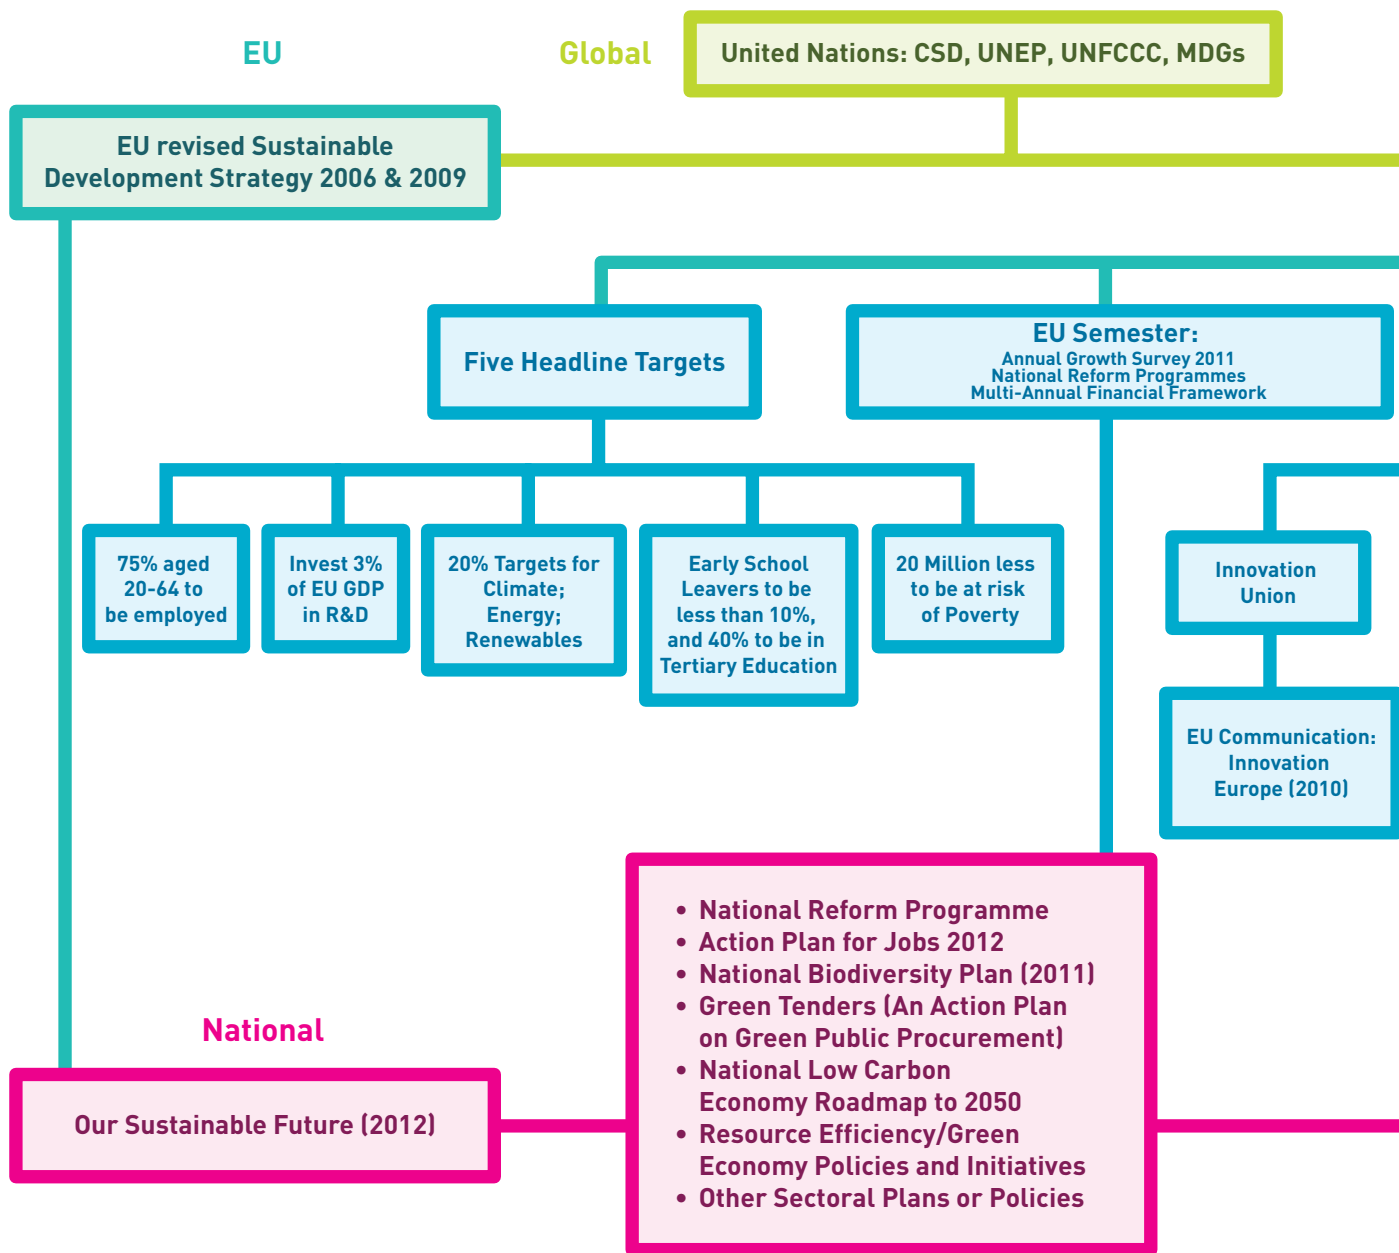 EU
Global
United Nations: CSD, UNEP, UNFCCC, MDGs
EU revised Sustainable
Development Strategy 2006 & 2009
Five Headline Targets
EU Semester:
Annual Growth Survey 2011
National Reform Programmes
Multi-Annual Financial Framework
75% aged
20-64 to
be employed
Invest 3%
of EU GDP
in R&D
20% Targets for
Climate;
Energy;
Renewables
Early School
Leavers to be
less than 10%,
and 40% to be in
Tertiary Education
20 Million less
to be at risk
of Poverty
Innovation
Union
EU Communication:
Innovation
Europe (2010)
National
Our Sustainable Future (2012)
• National Reform Programme
• Action Plan for Jobs 2012
• National Biodiversity Plan (2011)
• Green Tenders (An Action Plan
on Green Public Procurement)
• National Low Carbon
Economy Roadmap to 2050
• Resource Efficiency/Green
Economy Policies and Initiatives
• Other Sectoral Plans or Policies